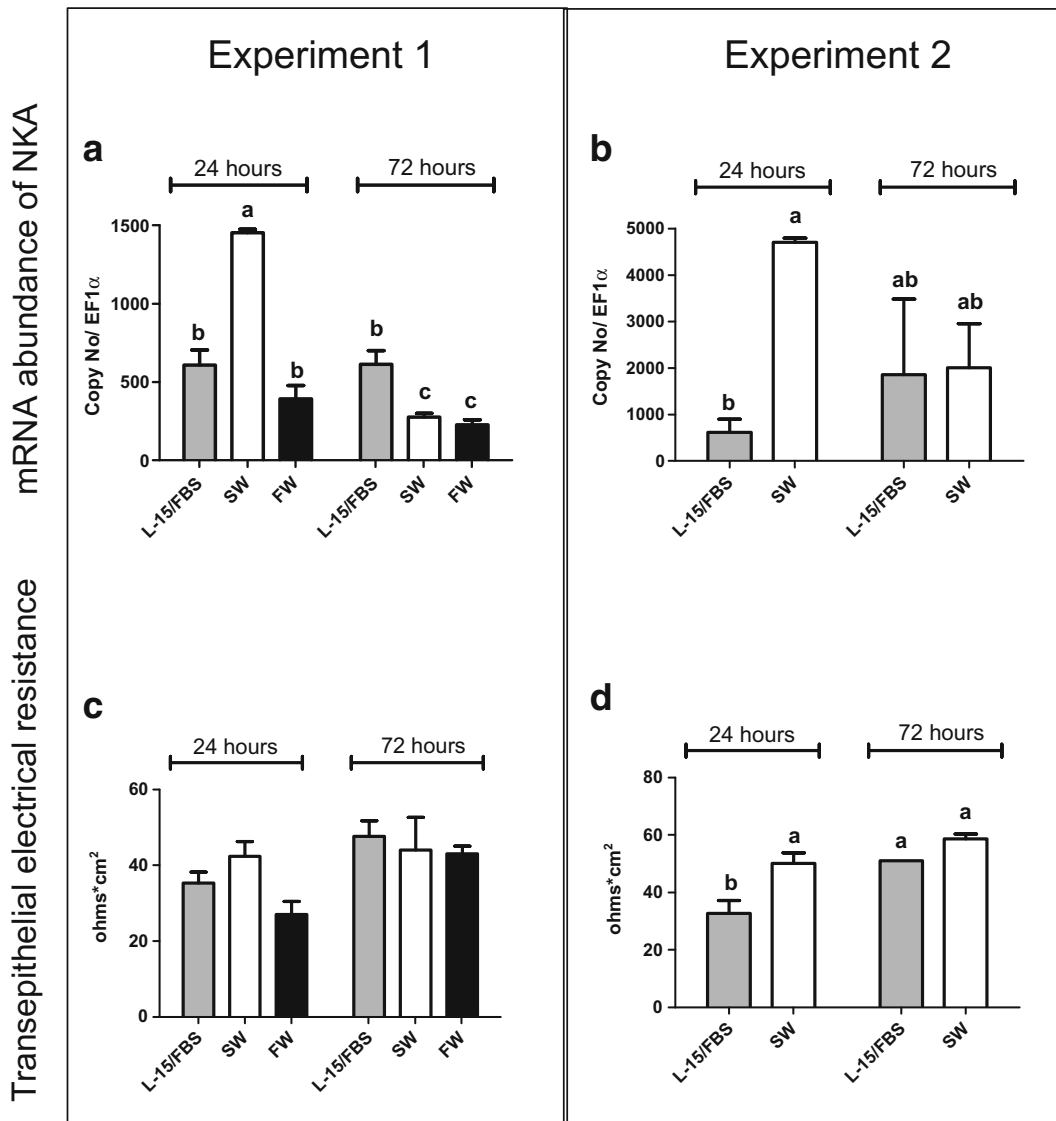 Experiment 1
Experiment 2
mRNA abundance of NKA
Transepithelial electrical resistance
a
24 hours
72 hours
Copy No/ EF1α
1500
1000
500
0
b
a
b
b
c
c
L-15/FBS
SW
FW
L-15/FBS
SW
FW
b
24 hours
72 hours
Copy No/ EF1α
5000
4000
3000
2000
1000
0
b
a
ab
ab
L-15/FBS
SW
L-15/FBS
SW
c
24 hours
72 hours
ohms*cm²
60
40
20
0
L-15/FBS
SW
FW
L-15/FBS
SW
FW
d
24 hours
72 hours
ohms*cm²
80
60
40
20
0
b
a
a
a
L-15/FBS
SW
L-15/FBS
SW